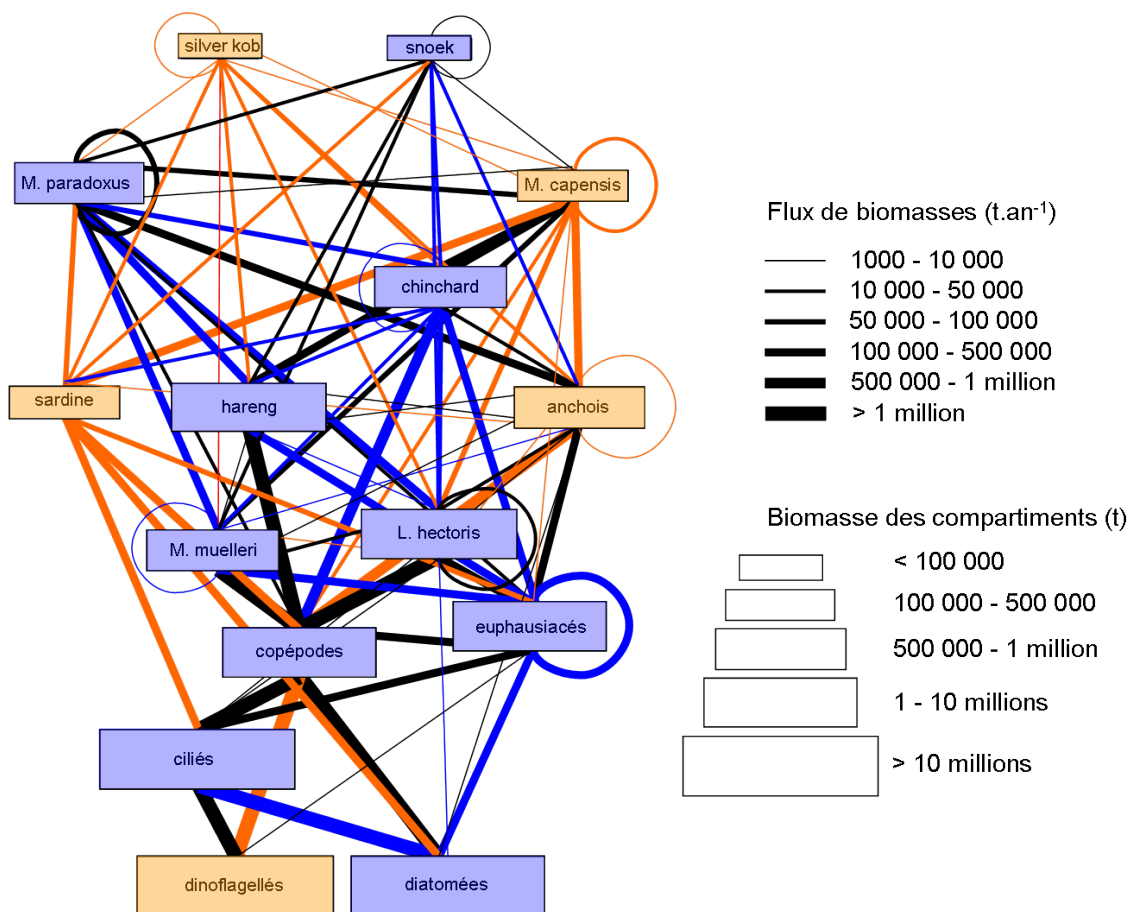 silver kob
snoek
M. paradoxus
M. capensis
chinchard
sardine
hareng
anchois
M. muelleri
L. hectoris
euphausiacés
copépodes
ciliés
dinoflagellés
diatomées
Flux de biomasses (t.an⁻¹)
1000 - 10 000
10 000 - 50 000
50 000 - 100 000
100 000 - 500 000
500 000 - 1 million
> 1 million
Biomasse des compartiments (t)
< 100 000
100 000 - 500 000
500 000 - 1 million
1 - 10 millions
> 10 millions